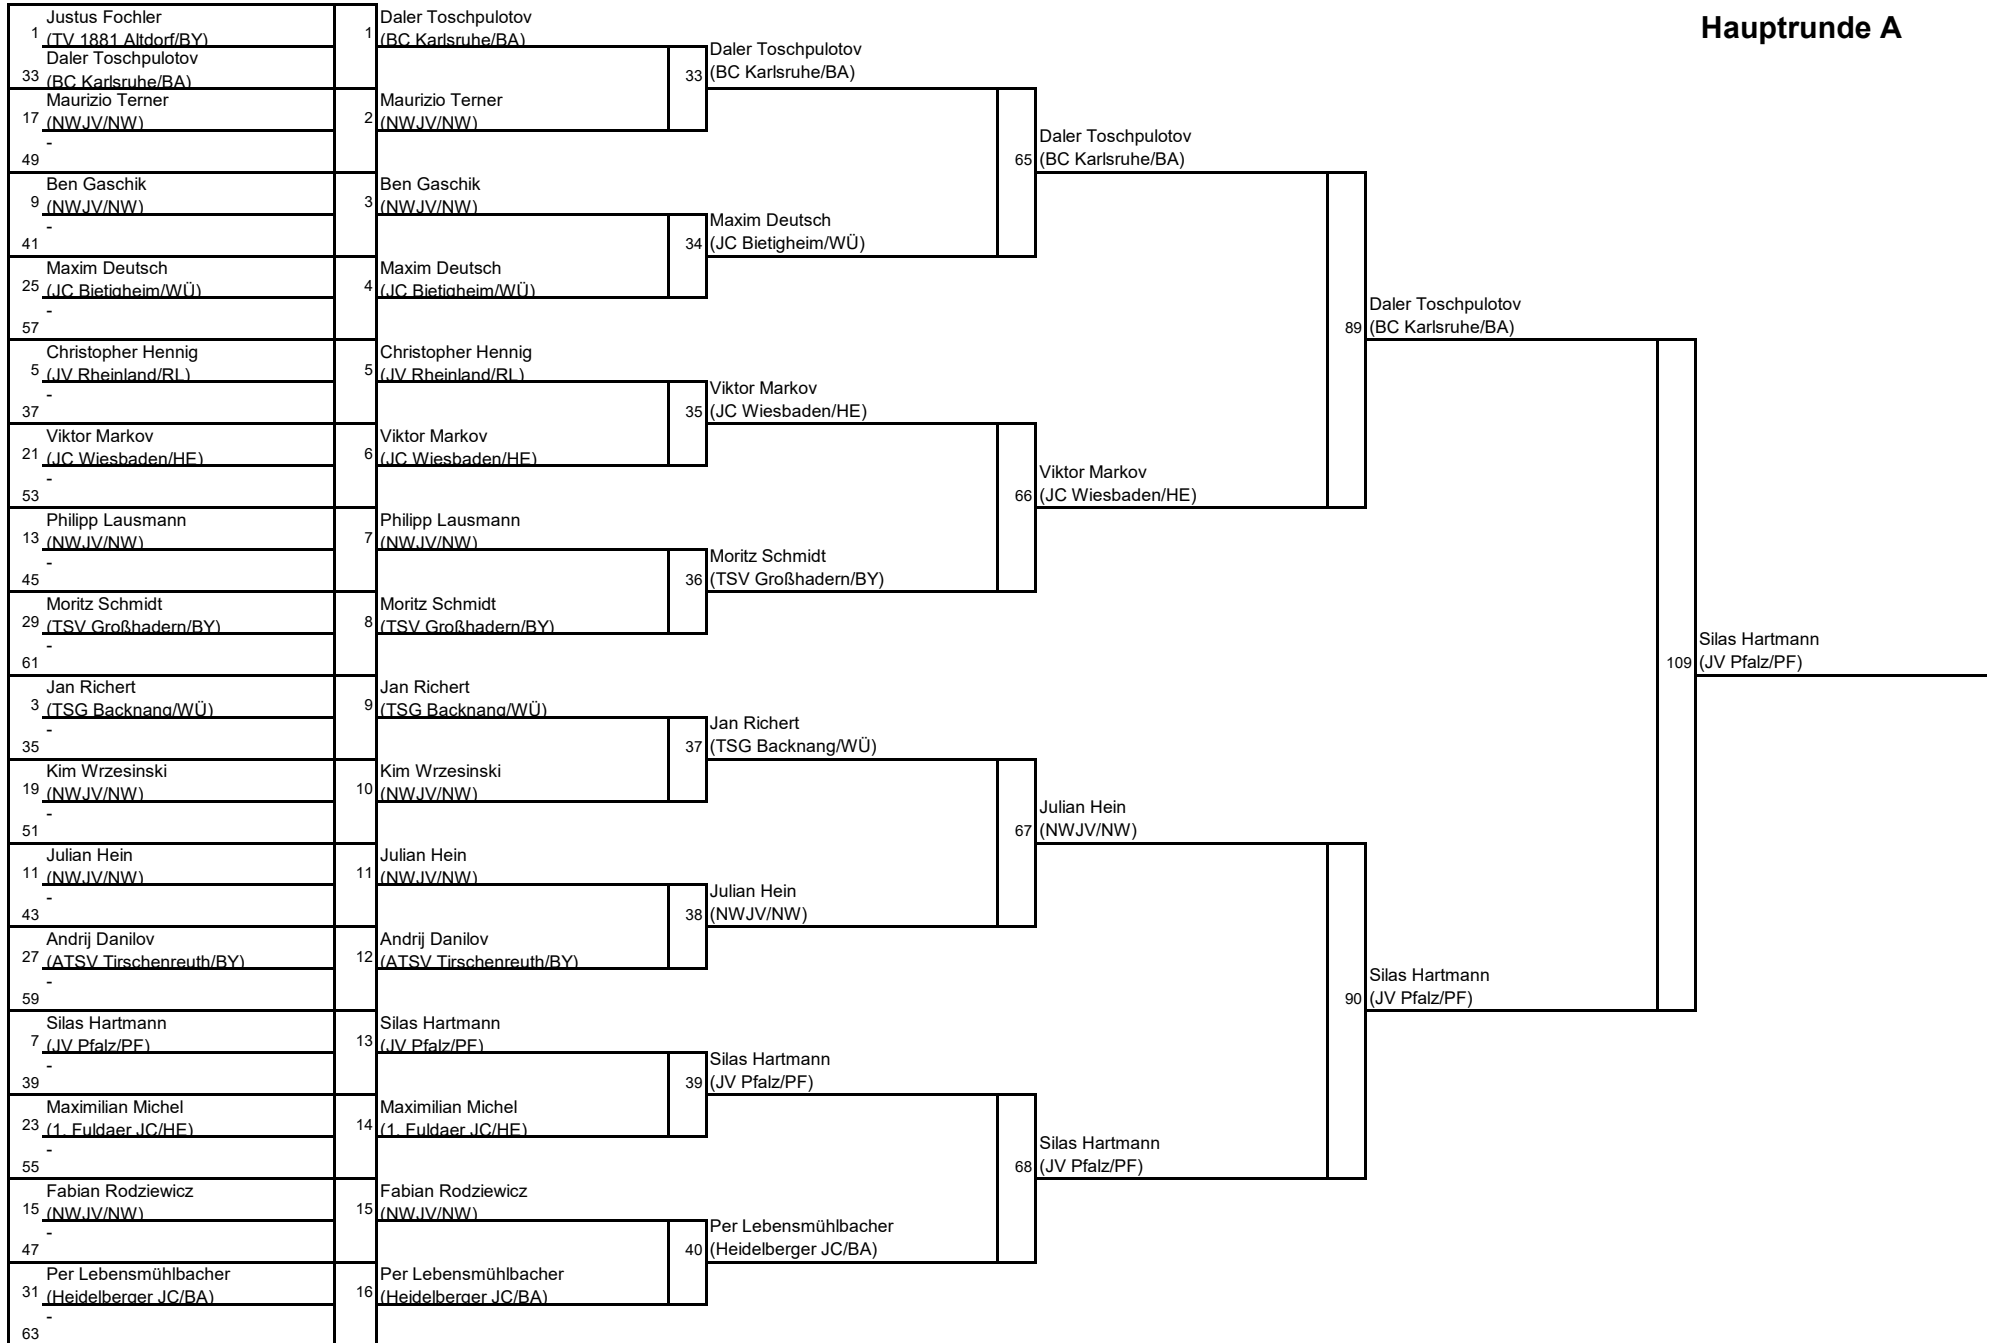 Hauptrunde A
1
Justus Fochler
(TV 1881 Altdorf/BY)
33
Daler Toschpulotov
(BC Karlsruhe/BA)
17
Maurizio Terner
(NWJV/NW)
49
-
9
Ben Gaschik
(NWJV/NW)
41
-
25
Maxim Deutsch
(JC Bietigheim/WÜ)
57
-
5
Christopher Hennig
(JV Rheinland/RL)
37
-
21
Viktor Markov
(JC Wiesbaden/HE)
53
-
13
Philipp Lausmann
(NWJV/NW)
45
-
29
Moritz Schmidt
(TSV Großhadern/BY)
61
-
3
Jan Richert
(TSG Backnang/WÜ)
35
-
19
Kim Wrzesinski
(NWJV/NW)
51
-
11
Julian Hein
(NWJV/NW)
43
-
27
Andrij Danilov
(ATSV Tirschenreuth/BY)
59
-
7
Silas Hartmann
(JV Pfalz/PF)
39
-
23
Maximilian Michel
(1. Fuldaer JC/HE)
55
-
15
Fabian Rodziewicz
(NWJV/NW)
47
-
31
Per Lebensmühlbacher
(Heidelberger JC/BA)
63
-
1
Daler Toschpulotov
(BC Karlsruhe/BA)
2
Maurizio Terner
(NWJV/NW)
3
Ben Gaschik
(NWJV/NW)
4
Maxim Deutsch
(JC Bietigheim/WÜ)
5
Christopher Hennig
(JV Rheinland/RL)
6
Viktor Markov
(JC Wiesbaden/HE)
7
Philipp Lausmann
(NWJV/NW)
8
Moritz Schmidt
(TSV Großhadern/BY)
9
Jan Richert
(TSG Backnang/WÜ)
10
Kim Wrzesinski
(NWJV/NW)
11
Julian Hein
(NWJV/NW)
12
Andrij Danilov
(ATSV Tirschenreuth/BY)
13
Silas Hartmann
(JV Pfalz/PF)
14
Maximilian Michel
(1. Fuldaer JC/HE)
15
Fabian Rodziewicz
(NWJV/NW)
16
Per Lebensmühlbacher
(Heidelberger JC/BA)
33
Daler Toschpulotov
(BC Karlsruhe/BA)
34
Maxim Deutsch
(JC Bietigheim/WÜ)
35
Viktor Markov
(JC Wiesbaden/HE)
36
Moritz Schmidt
(TSV Großhadern/BY)
37
Jan Richert
(TSG Backnang/WÜ)
38
Julian Hein
(NWJV/NW)
39
Silas Hartmann
(JV Pfalz/PF)
40
Per Lebensmühlbacher
(Heidelberger JC/BA)
65
Daler Toschpulotov
(BC Karlsruhe/BA)
66
Viktor Markov
(JC Wiesbaden/HE)
67
Julian Hein
(NWJV/NW)
68
Silas Hartmann
(JV Pfalz/PF)
89
Daler Toschpulotov
(BC Karlsruhe/BA)
90
Silas Hartmann
(JV Pfalz/PF)
109
Silas Hartmann
(JV Pfalz/PF)